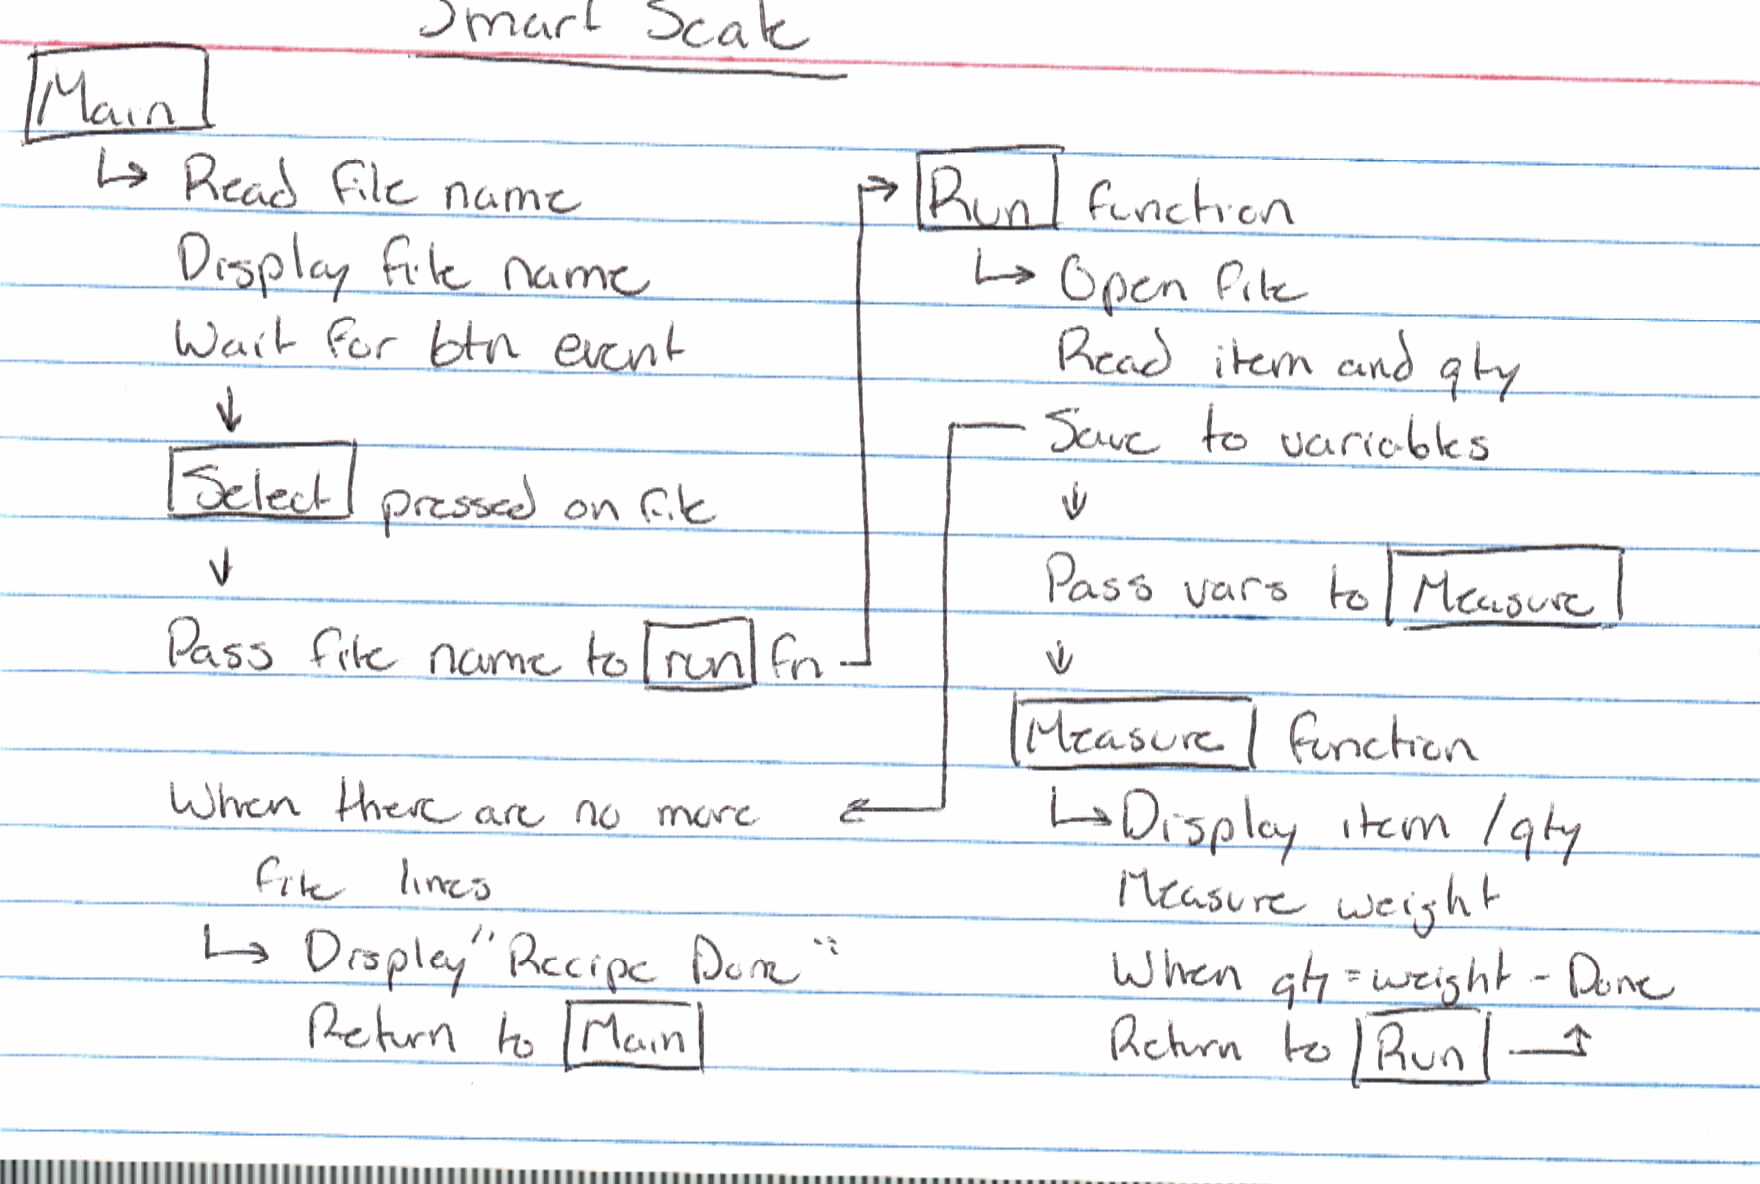 Smart Scale
Main
↳ Read file name
Display file name
Wait for btn event
↓
Select pressed on file
↓
Pass file name to run fn
When there are no more
file lines
↳ Display "Recipe Done"
Return to Main
→ Run function
↳ Open file
Read item and qty
Save to variables
↓
Pass vars to Measure
↓
Measure function
↳ Display item / qty
Measure weight
When qty = weight - Done
Return to Run